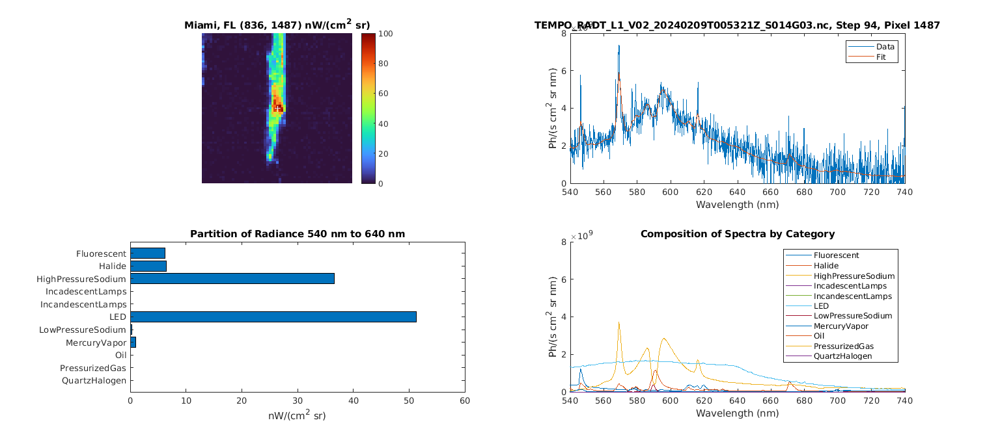 Miami, FL (836, 1487) nW/(cm2 sr)
100
80
60
40
20
0
TEMPO_RADT_L1_V02_20240209T005321Z_S014G03.nc, Step 94, Pixel 1487
8
6
4
2
0
Ph/(s cm2 sr nm)
Data
Fit
540 560 580 600 620 640 660 680 700 720 740
Wavelength (nm)
Partition of Radiance 540 nm to 640 nm
Fluorescent
Halide
HighPressureSodium
IncadescentLamps
IncandescentLamps
LED
LowPressureSodium
MercuryVapor
Oil
PressurizedGas
QuartzHalogen
0 10 20 30 40 50 60
nW/(cm2 sr)
Composition of Spectra by Category
×109
8
6
4
2
0
Ph/(s cm2 sr nm)
Fluorescent
Halide
HighPressureSodium
IncadescentLamps
IncandescentLamps
LED
LowPressureSodium
MercuryVapor
Oil
PressurizedGas
QuartzHalogen
540 560 580 600 620 640 660 680 700 720 740
Wavelength (nm)